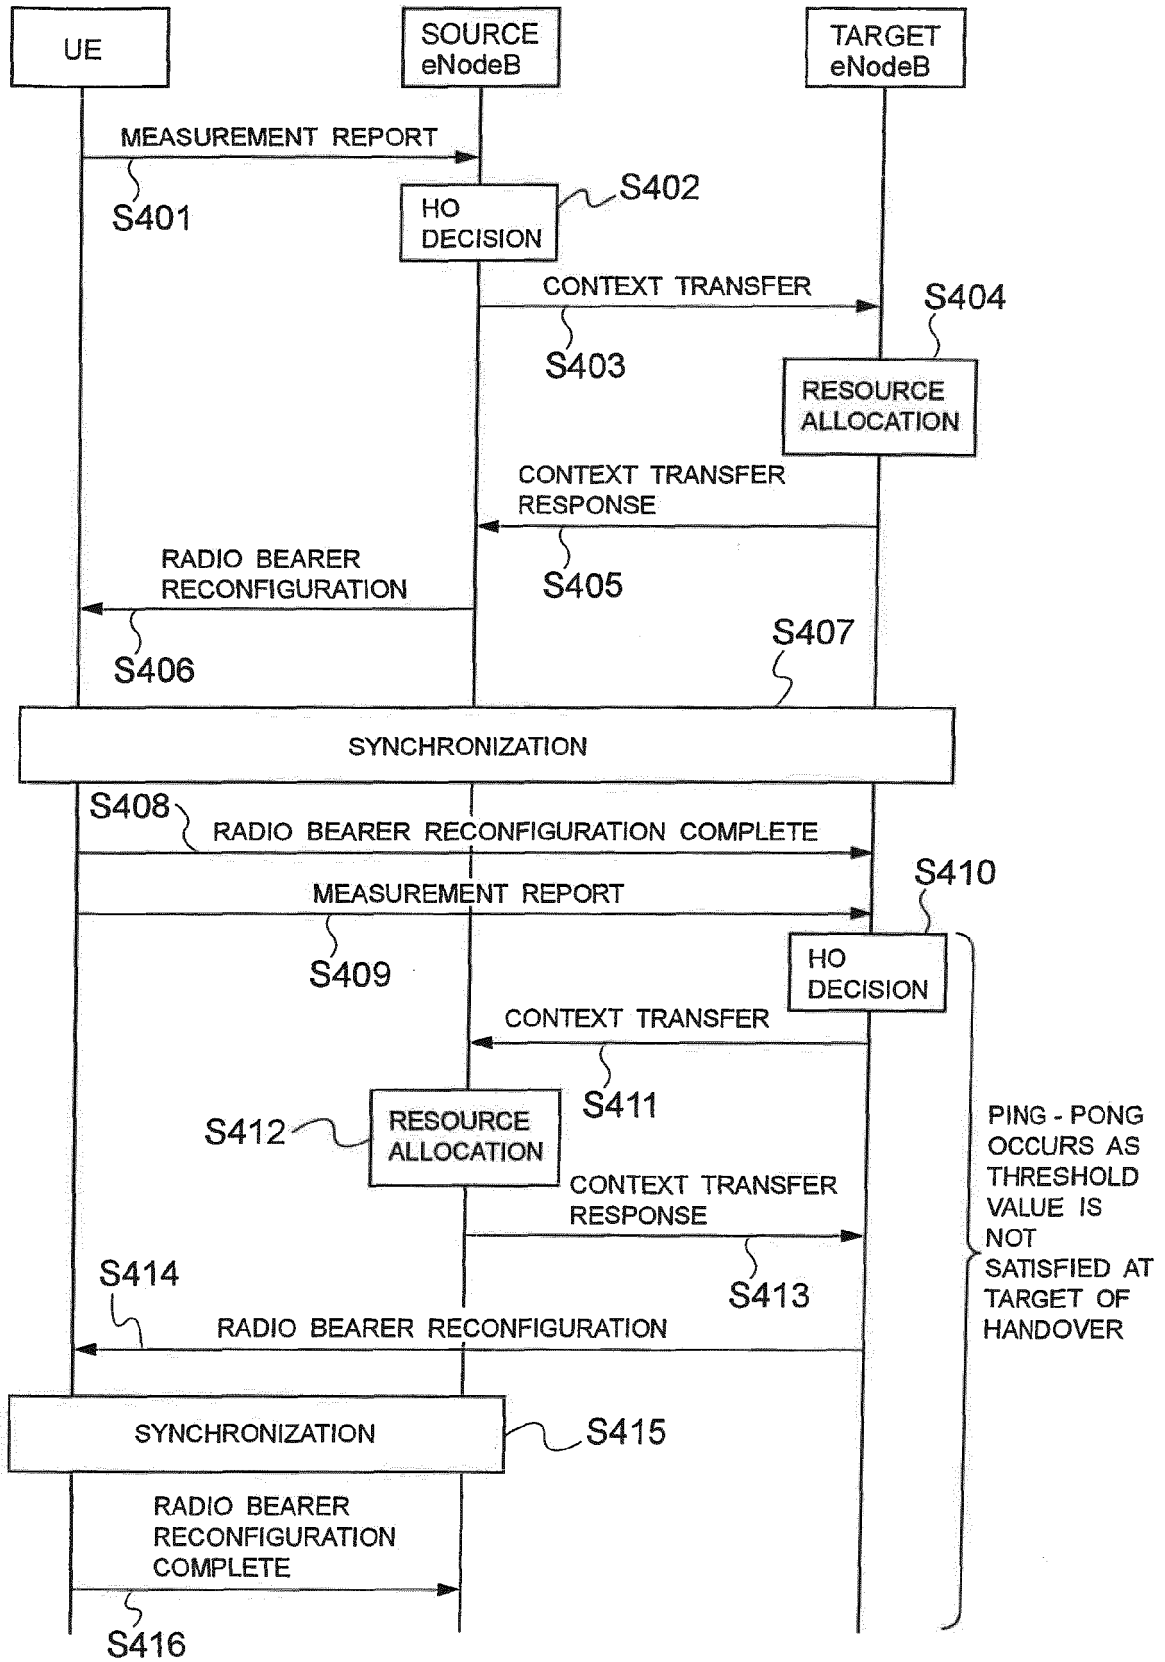 UE
SOURCE
eNodeB
TARGET
eNodeB
MEASUREMENT REPORT
S401
S402
HO
DECISION
CONTEXT TRANSFER
S403
S404
RESOURCE
ALLOCATION
CONTEXT TRANSFER
RESPONSE
S405
RADIO BEARER
RECONFIGURATION
S406
S407
SYNCHRONIZATION
S408
RADIO BEARER RECONFIGURATION COMPLETE
MEASUREMENT REPORT
S409
S410
HO
DECISION
CONTEXT TRANSFER
S411
S412
RESOURCE
ALLOCATION
CONTEXT TRANSFER
RESPONSE
S413
S414
RADIO BEARER RECONFIGURATION
PING - PONG
OCCURS AS
THRESHOLD
VALUE IS
NOT
SATISFIED AT
TARGET OF
HANDOVER
SYNCHRONIZATION
S415
RADIO BEARER
RECONFIGURATION
COMPLETE
S416